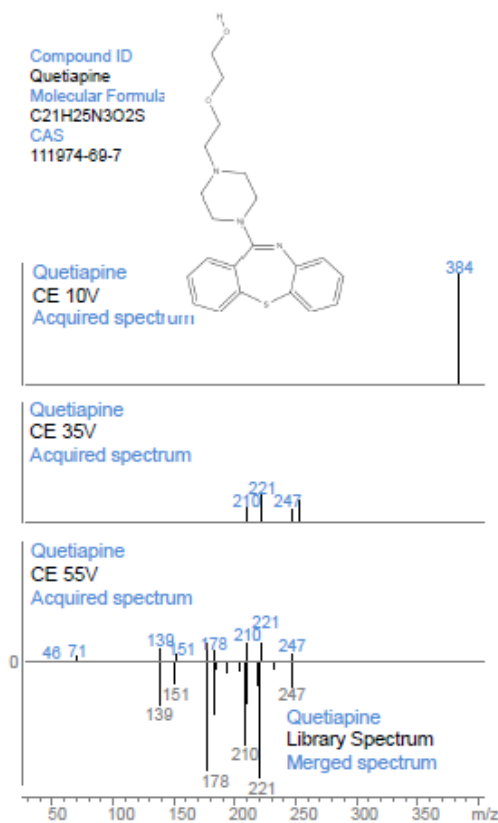 Compound ID
Quetiapine
Molecular Formula
C21H25N3O2S
CAS
111974-69-7
H
O
O
N
N
N
S
Quetiapine
CE 10V
Acquired spectrum
384
Quetiapine
CE 35V
Acquired spectrum
210 221 247
Quetiapine
CE 55V
Acquired spectrum
46 71 139 151 178 210 221 247
0
139 151 178 210 221 247
Quetiapine
Library Spectrum
Merged spectrum
50 100 150 200 250 300 350 m/z